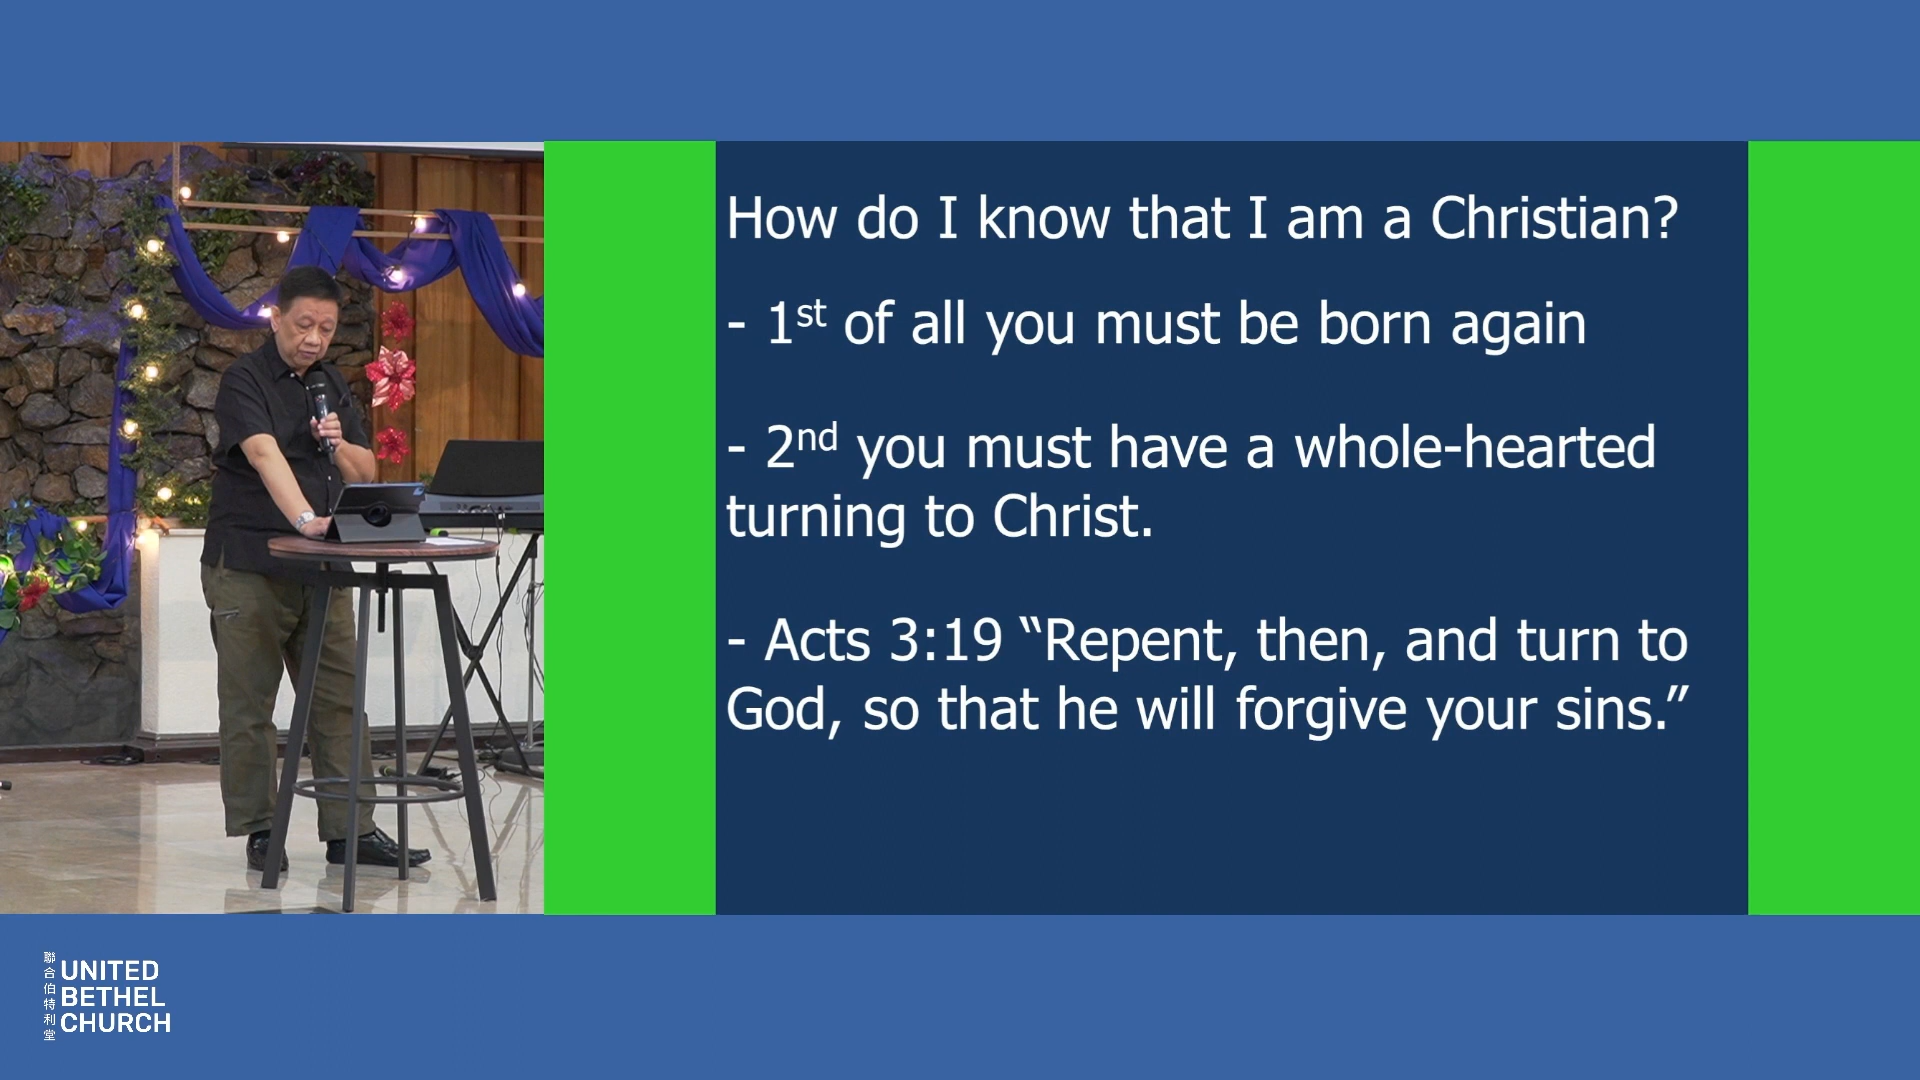 How do I know that I am a Christian?
- 1st of all you must be born again
- 2nd you must have a whole-hearted
turning to Christ.
- Acts 3:19 “Repent, then, and turn to
God, so that he will forgive your sins.”
聯合伯特利堂
UNITED
BETHEL
CHURCH